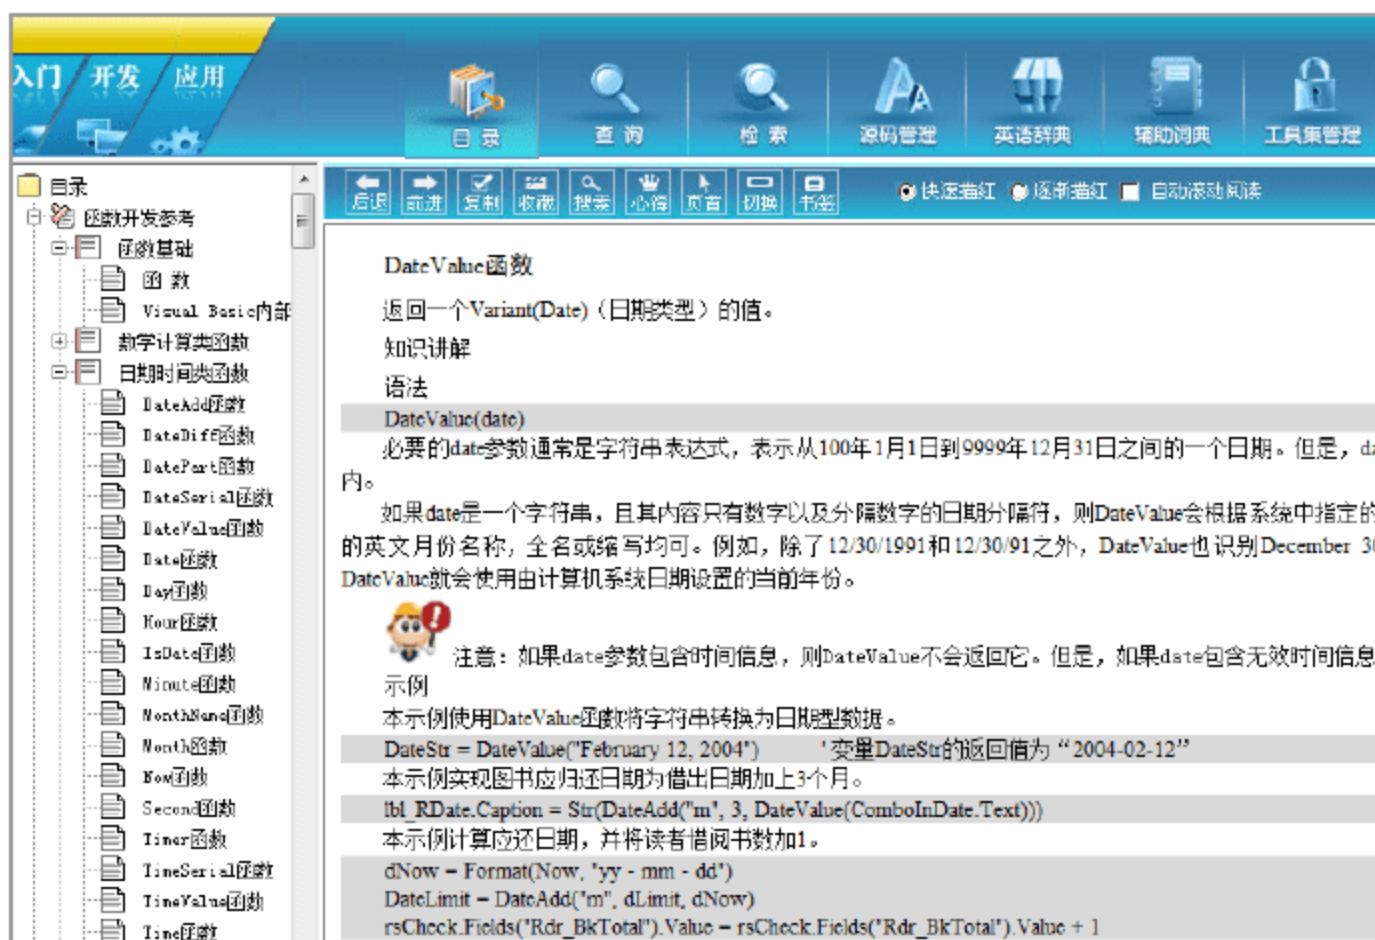 入门 开发 应用
目录 查询 检索 源码管理 英语辞典 辅助词典 工具集管理
后退 前进 复制 收藏 搜索 心得 页首 切换 书签 快速描红 逐渐描红 自动滚动阅读
目录
函数开发参考
函数基础
函 数
Visual Basic内部
数学计算类函数
日期时间类函数
DateAdd函数
DateDiff函数
DatePart函数
DateSerial函数
DateValue函数
Date函数
Day函数
Hour函数
IsDate函数
Minute函数
MonthName函数
Month函数
Now函数
Second函数
Timer函数
TimeSerial函数
TimeValue函数
Time函数
DateValue函数
返回一个Variant(Date)（日期类型）的值。
知识讲解
语法
DateValue(date)
必要的date参数通常是字符串表达式，表示从100年1月1日到9999年12月31日之间的一个日期。但是，da
内。
如果date是一个字符串，且其内容只有数字以及分隔数字的日期分隔符，则DateValue会根据系统中指定的
的英文月份名称，全名或缩写均可。例如，除了12/30/1991和12/30/91之外，DateValue也识别December 30
DateValue就会使用由计算机系统日期设置的当前年份。
注意：如果date参数包含时间信息，则DateValue不会返回它。但是，如果date包含无效时间信息
示例
本示例使用DateValue函数将字符串转换为日期型数据。
DateStr = DateValue("February 12, 2004") '变量DateStr的返回值为“2004-02-12”
本示例实现图书应归还日期为借出日期加上3个月。
lbl_RDate.Caption = Str(DateAdd("m", 3, DateValue(ComboInDate.Text)))
本示例计算应还日期，并将读者借阅书数加1。
dNow = Format(Now, "yy - mm - dd")
DateLimit = DateAdd("m", dLimit, dNow)
rsCheck.Fields("Rdr_BkTotal").Value = rsCheck.Fields("Rdr_BkTotal").Value + 1